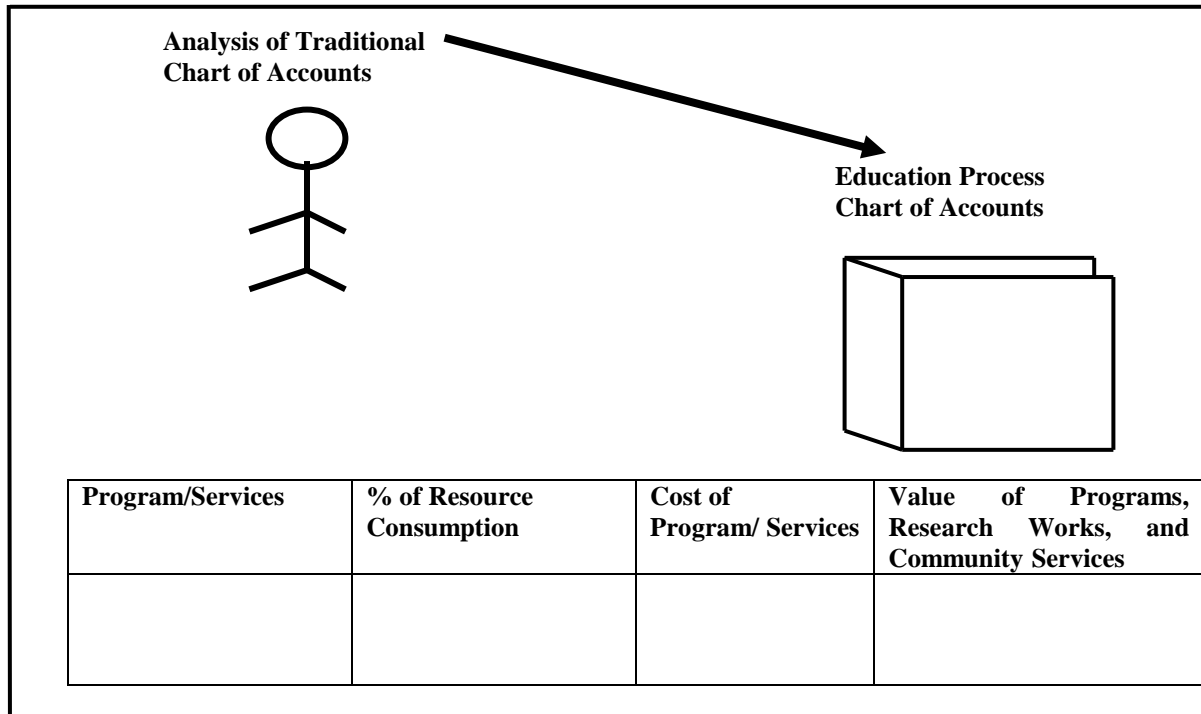 Analysis of Traditional
Chart of Accounts
Education Process
Chart of Accounts
Program/Services
% of Resource
Consumption
Cost of
Program/ Services
Value of Programs,
Research Works, and
Community Services